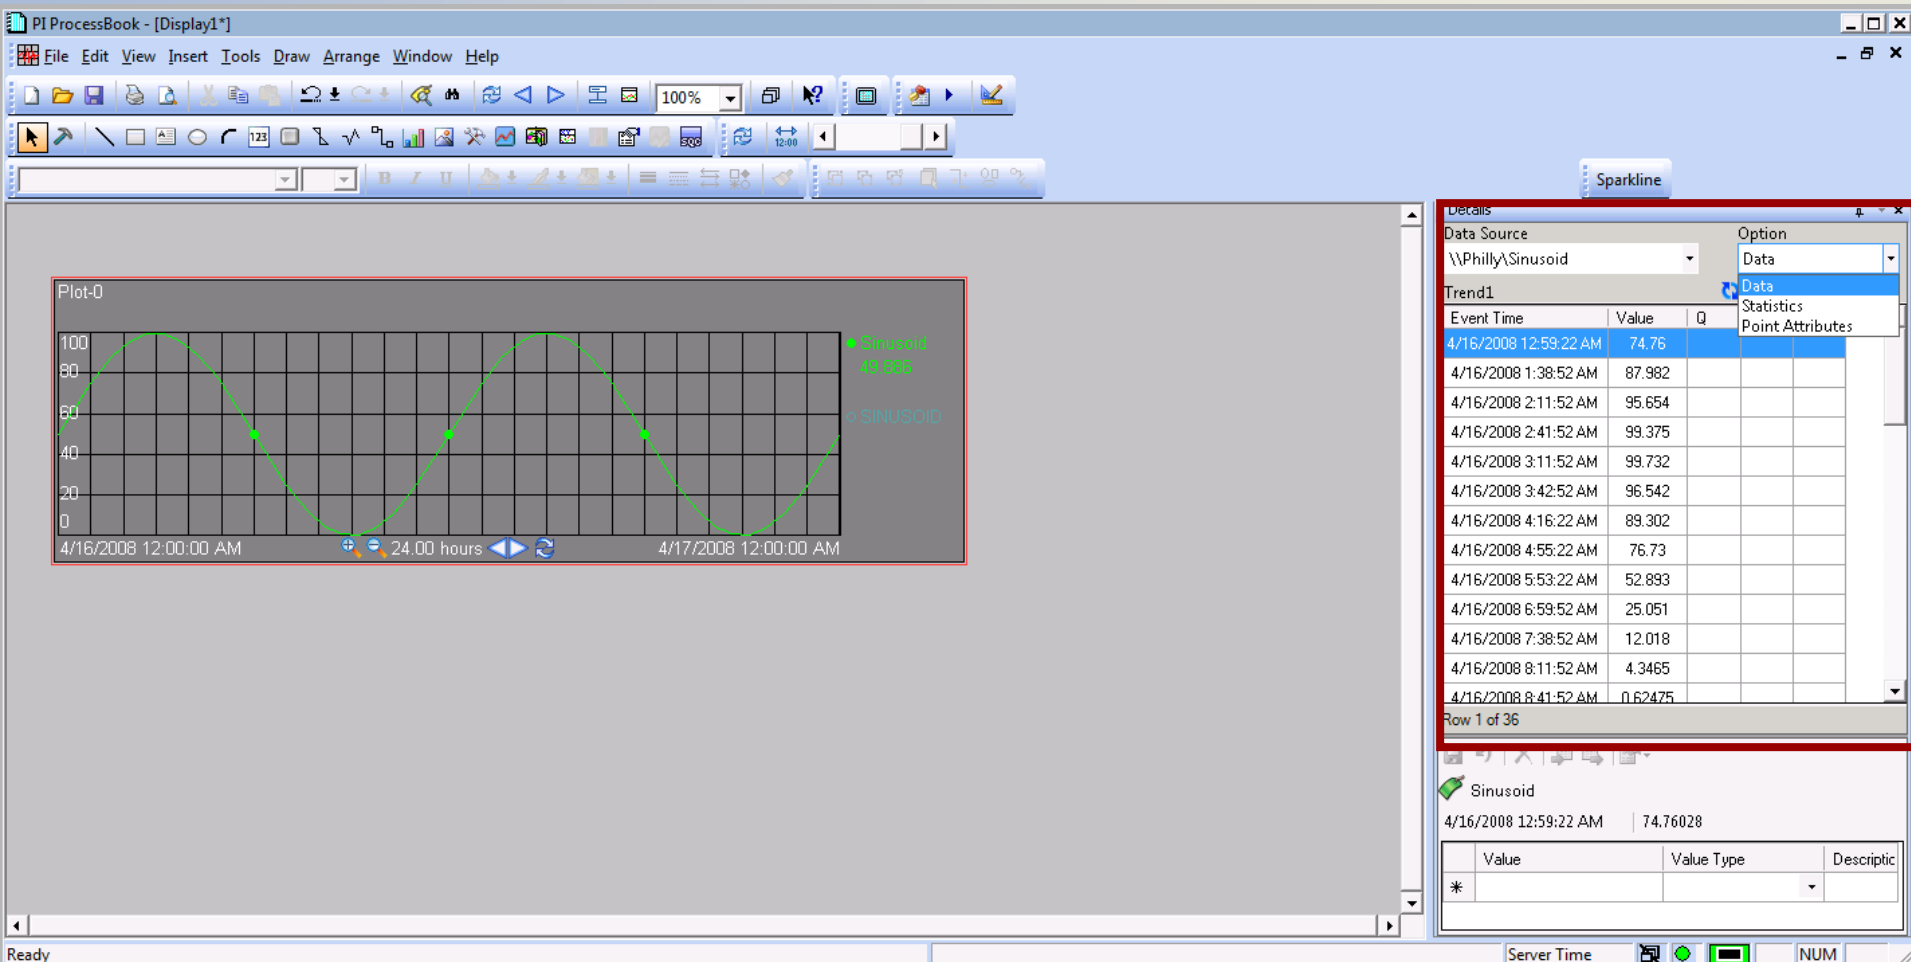 PI ProcessBook - [Display1*]
File Edit View Insert Tools Draw Arrange Window Help
100%
123
SQC
12:00
B I U
Sparkline
Details
Data Source
Option
\\Philly\Sinusoid
Data
Data
Statistics
Point Attributes
Trend1
Event Time Value Q
4/16/2008 12:59:22 AM 74.76
4/16/2008 1:38:52 AM 87.982
4/16/2008 2:11:52 AM 95.654
4/16/2008 2:41:52 AM 99.375
4/16/2008 3:11:52 AM 99.732
4/16/2008 3:42:52 AM 96.542
4/16/2008 4:16:22 AM 89.302
4/16/2008 4:55:22 AM 76.73
4/16/2008 5:53:22 AM 52.893
4/16/2008 6:59:52 AM 25.051
4/16/2008 7:38:52 AM 12.018
4/16/2008 8:11:52 AM 4.3465
4/16/2008 8:41:52 AM 0.62475
Row 1 of 36
Plot-0
100
80
60
40
20
0
Sinusoid
SINUSOID
4/16/2008 12:00:00 AM
24.00 hours
4/17/2008 12:00:00 AM
Sinusoid
4/16/2008 12:59:22 AM 74.76028
Value Value Type Descriptic
*
Ready
Server Time
NUM